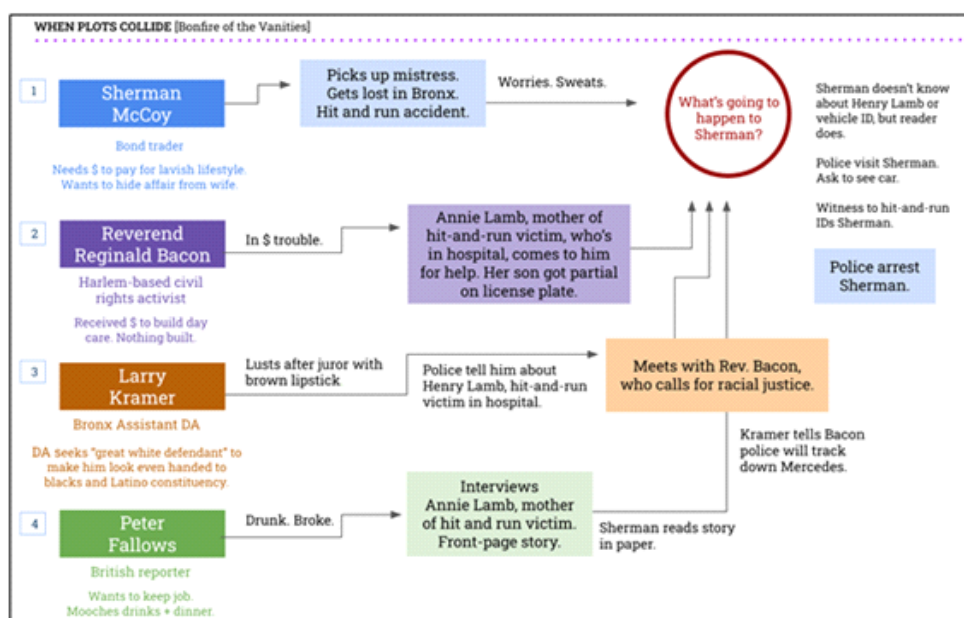 WHEN PLOTS COLLIDE [Bonfire of the Vanities]
1
Sherman
McCoy
Bond trader
Needs $ to pay for lavish lifestyle.
Wants to hide affair from wife.
Picks up mistress.
Gets lost in Bronx.
Hit and run accident.
Worries. Sweats.
What's going to
happen to
Sherman?
Sherman doesn't know
about Henry Lamb or
vehicle ID, but reader
does.
Police visit Sherman.
Ask to see car.
Witness to hit-and-run
IDs Sherman.
Police arrest
Sherman.
2
Reverend
Reginald Bacon
Harlem-based civil
rights activist
Received $ to build day
care. Nothing built.
In $ trouble.
Annie Lamb, mother of
hit-and-run victim, who's
in hospital, comes to him
for help. Her son got partial
on license plate.
3
Larry
Kramer
Bronx Assistant DA
DA seeks "great white defendant" to
make him look even handed to
blacks and Latino constituency.
Lusts after juror with
brown lipstick
Police tell him about
Henry Lamb, hit-and-run
victim in hospital.
Meets with Rev. Bacon,
who calls for racial justice.
Kramer tells Bacon
police will track
down Mercedes.
4
Peter
Fallows
British reporter
Wants to keep job.
Mooches drinks + dinner.
Drunk. Broke.
Interviews
Annie Lamb, mother
of hit and run victim.
Front-page story.
Sherman reads story
in paper.